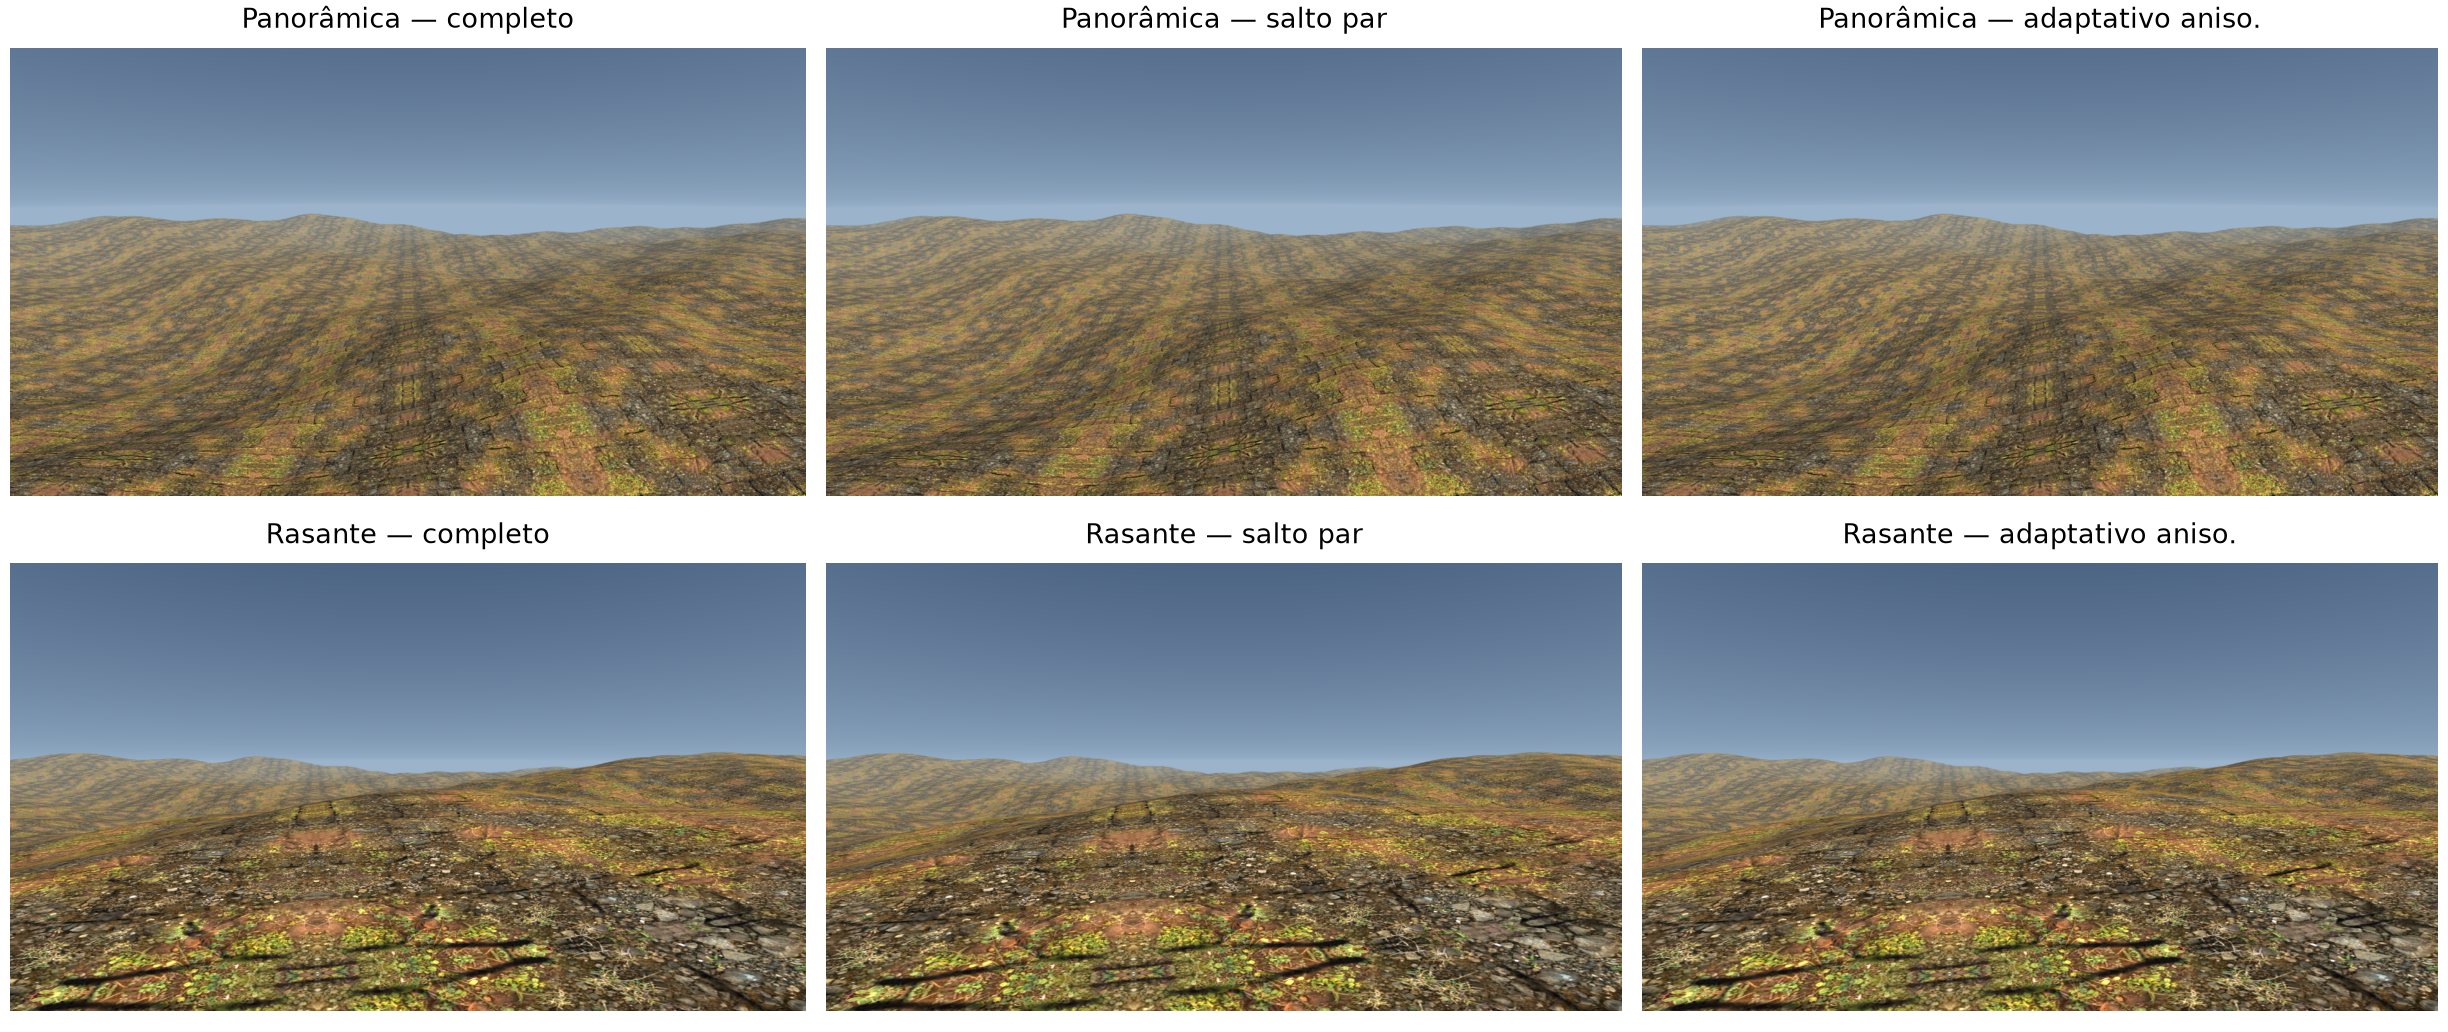 Panorâmica — completo
Panorâmica — salto par
Panorâmica — adaptativo aniso.
Rasante — completo
Rasante — salto par
Rasante — adaptativo aniso.